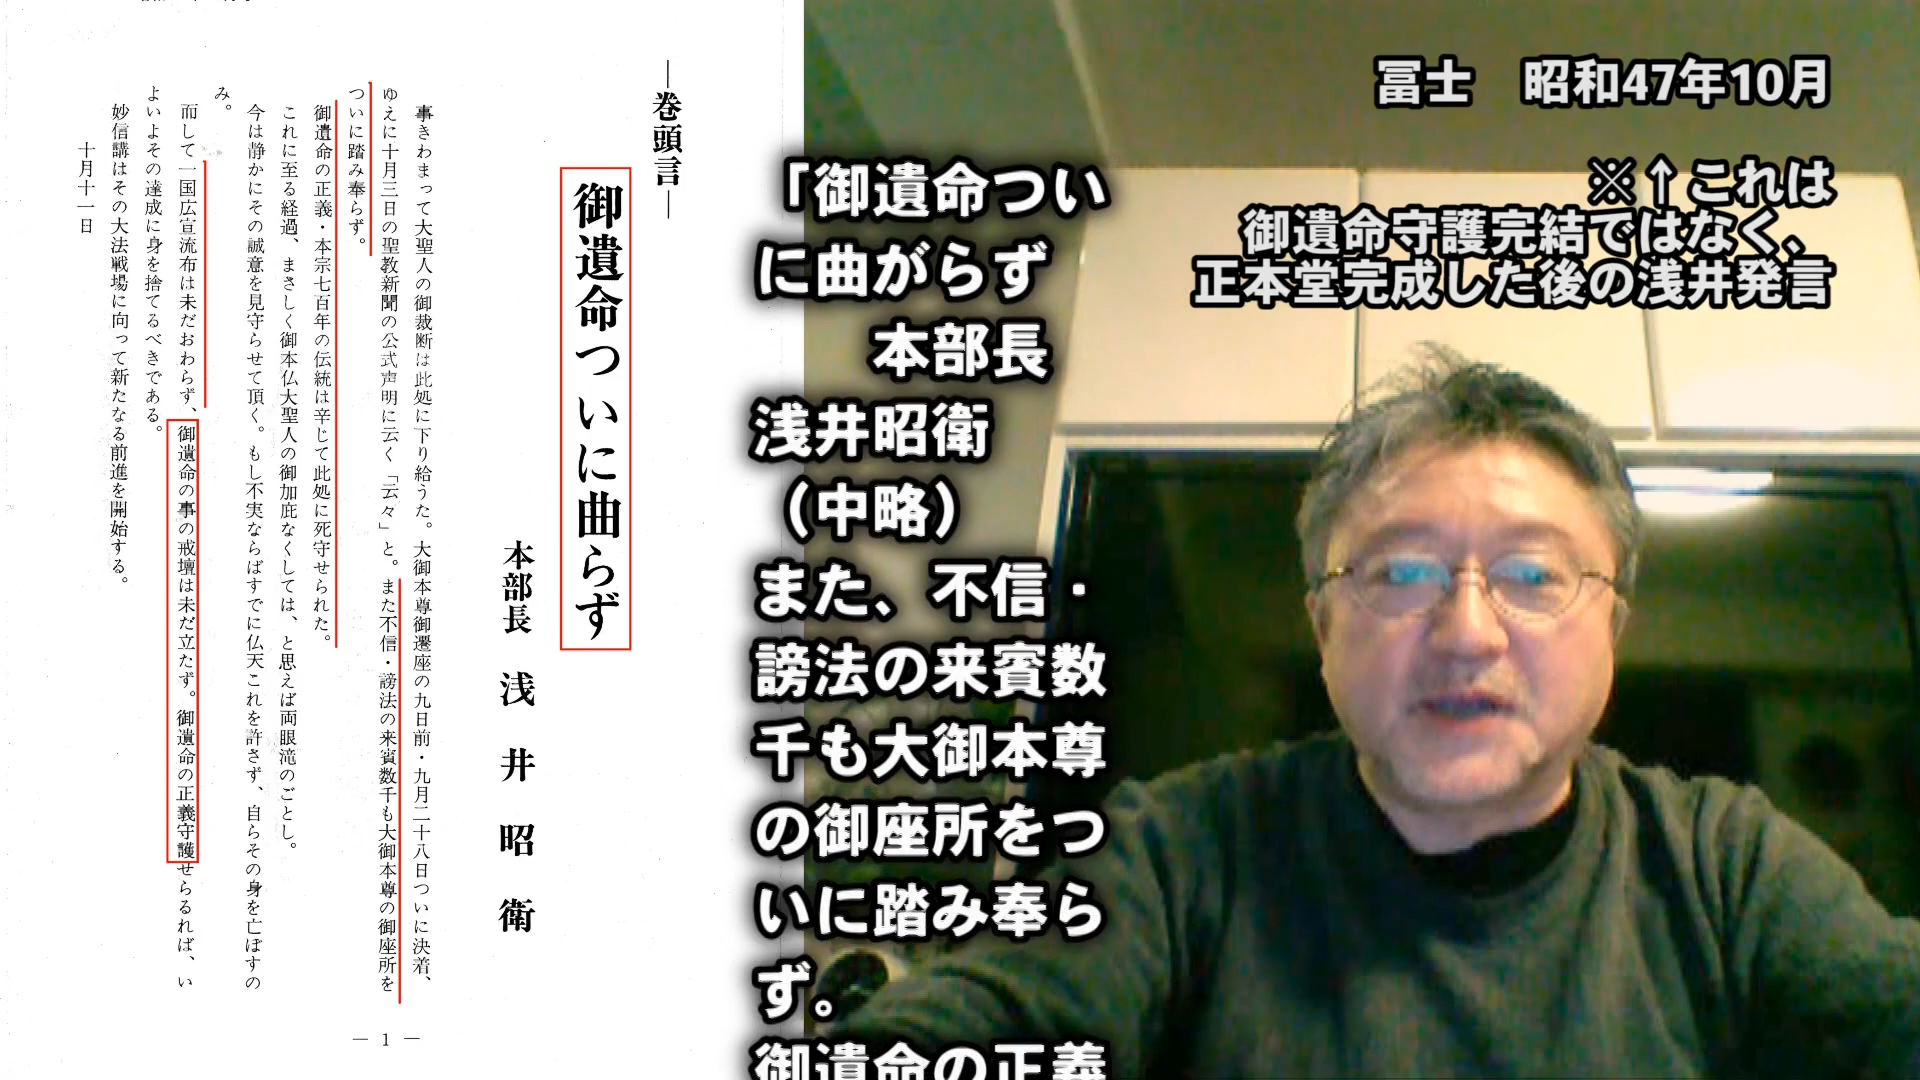 ―巻頭言―
御遺命ついに曲らず
本部長 浅井昭衛
事きわまって大聖人の御裁断は此処に下り給うた。大御本尊御遷座の九日前・九月二十八日ついに決着、
ゆえに十月三日の聖教新聞の公式声明に云く「云々」と。また不信・謗法の来賓数千も大御本尊の御座所を
ついに踏み奉らず。
御遺命の正義・本宗七百年の伝統は辛じて此処に死守せられた。
これに至る経過、まさしく御本仏大聖人の御加庇なくしては、と思えば両眼滝のごとし。
今は静かにその誠意を見守らせて頂く。もし不実ならばすでに仏天これを許さず、自らその身を亡ぼすの
み。
而して一国広宣流布は未だおわらず、御遺命の事の戒壇は未だ立たず。御遺命の正義守護せらるれば、い
よいよその達成に身を捨てるべきである。
妙信講はその大法戦場に向って新たなる前進を開始する。
十月十一日
― 1 ―
「御遺命つい
に曲がらず
本部長
浅井昭衛
（中略）
また、不信・
謗法の来賓数
千も大御本尊
の御座所をつ
いに踏み奉ら
ず。
御遺命の正義
冨士　昭和47年10月
※↑これは
御遺命守護完結ではなく、
正本堂完成した後の浅井発言